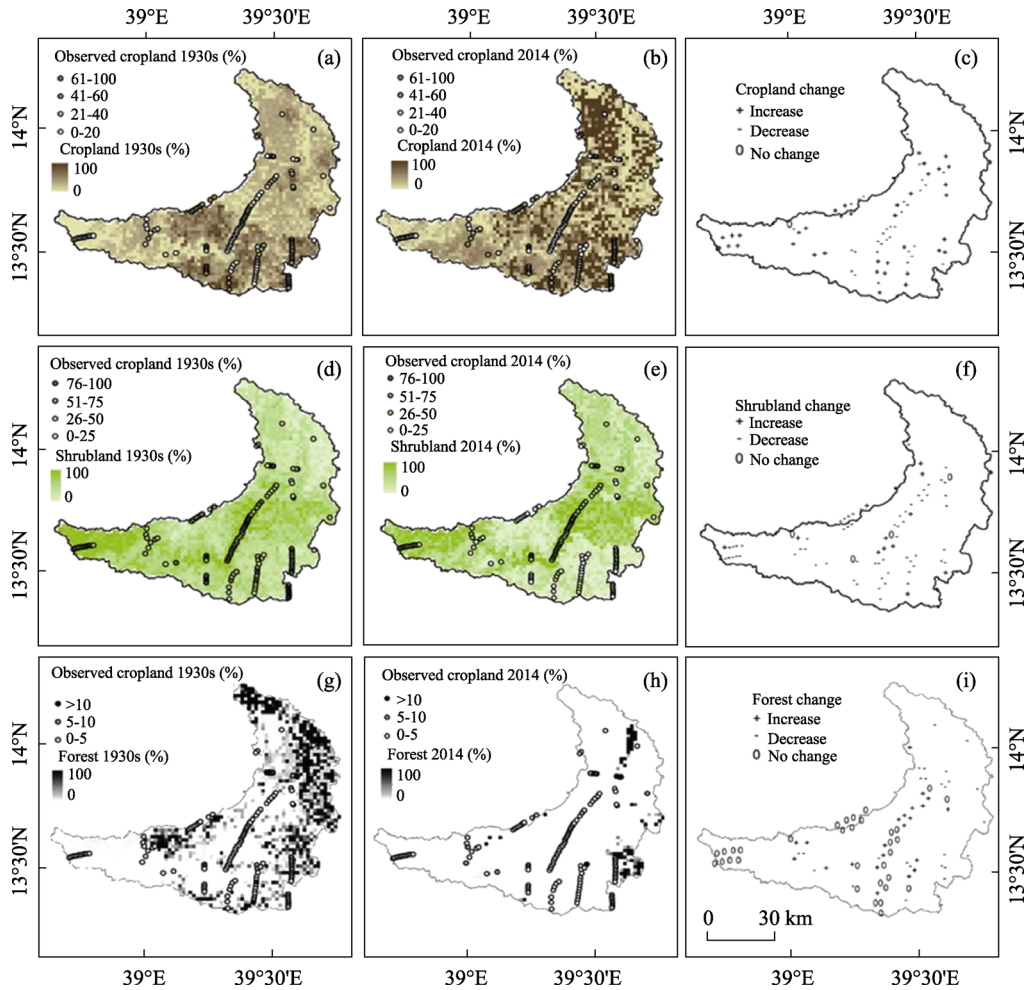 39°E 39°30′E 39°E 39°30′E 39°E 39°30′E
Observed cropland 1930s (%) (a)
61-100
41-60
21-40
0-20
Cropland 1930s (%)
100
0
14°N
13°30′N
Observed cropland 2014 (%) (b)
61-100
41-60
21-40
0-20
Cropland 2014 (%)
100
0
(c)
Cropland change
Increase
Decrease
No change
14°N
13°30′N
Observed cropland 1930s (%) (d)
76-100
51-75
26-50
0-25
Shrubland 1930s (%)
100
0
14°N
13°30′N
Observed cropland 2014 (%) (e)
76-100
51-75
26-50
0-25
Shrubland 2014 (%)
100
0
(f)
Shrubland change
Increase
Decrease
No change
14°N
13°30′N
Observed cropland 1930s (%) (g)
>10
5-10
0-5
Forest 1930s (%)
100
0
14°N
13°30′N
Observed cropland 2014 (%) (h)
>10
5-10
0-5
Forest 2014 (%)
100
0
(i)
Forest change
Increase
Decrease
No change
14°N
13°30′N
0 30 km
39°E 39°30′E 39°E 39°30′E 39°E 39°30′E